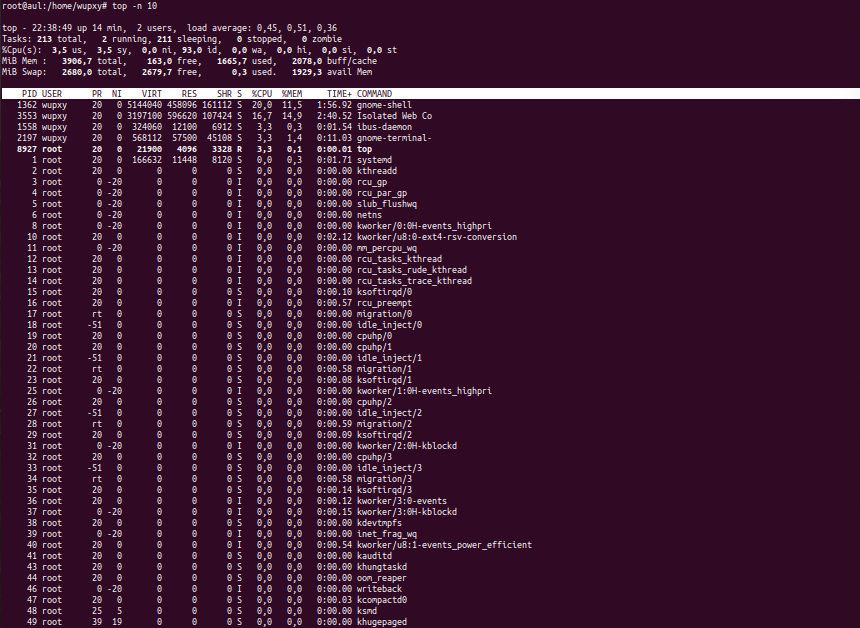 root@aul:/home/wupxy# top -n 10
top - 22:38:49 up 14 min,  2 users,  load average: 0,45, 0,51, 0,36
Tasks: 213 total,   2 running, 211 sleeping,   0 stopped,   0 zombie
%Cpu(s):  3,5 us,  3,5 sy,  0,0 ni, 93,0 id,  0,0 wa,  0,0 hi,  0,0 si,  0,0 st
MiB Mem :   3906,7 total,    163,0 free,   1665,7 used,   2078,0 buff/cache
MiB Swap:   2680,0 total,   2679,7 free,      0,3 used.   1929,3 avail Mem
PID USER      PR  NI    VIRT    RES    SHR S  %CPU  %MEM     TIME+ COMMAND
1362 wupxy     20   0 5144040 458096 161112 S  20,0  11,5   1:56.92 gnome-shell
3553 wupxy     20   0 3197100 596620 107424 S  16,7  14,9   2:40.52 Isolated Web Co
1558 wupxy     20   0  324060  12100   6912 S   3,3   0,3   0:01.54 ibus-daemon
2197 wupxy     20   0  568112  57500  45108 S   3,3   1,4   0:11.03 gnome-terminal-
8927 root      20   0   21900   4096   3328 R   3,3   0,1   0:00.01 top
1 root      20   0  166632  11448   8120 S   0,0   0,3   0:01.71 systemd
2 root      20   0       0      0      0 S   0,0   0,0   0:00.00 kthreadd
3 root       0 -20       0      0      0 I   0,0   0,0   0:00.00 rcu_gp
4 root       0 -20       0      0      0 I   0,0   0,0   0:00.00 rcu_par_gp
5 root       0 -20       0      0      0 I   0,0   0,0   0:00.00 slub_flushwq
6 root       0 -20       0      0      0 I   0,0   0,0   0:00.00 netns
8 root       0 -20       0      0      0 I   0,0   0,0   0:00.00 kworker/0:0H-events_highpri
10 root      20   0       0      0      0 I   0,0   0,0   0:02.12 kworker/u8:0-ext4-rsv-conversion
11 root       0 -20       0      0      0 I   0,0   0,0   0:00.00 mm_percpu_wq
12 root      20   0       0      0      0 I   0,0   0,0   0:00.00 rcu_tasks_kthread
13 root      20   0       0      0      0 I   0,0   0,0   0:00.00 rcu_tasks_rude_kthread
14 root      20   0       0      0      0 I   0,0   0,0   0:00.00 rcu_tasks_trace_kthread
15 root      20   0       0      0      0 S   0,0   0,0   0:00.10 ksoftirqd/0
16 root      20   0       0      0      0 I   0,0   0,0   0:00.57 rcu_preempt
17 root      rt   0       0      0      0 S   0,0   0,0   0:00.00 migration/0
18 root     -51   0       0      0      0 S   0,0   0,0   0:00.00 idle_inject/0
19 root      20   0       0      0      0 S   0,0   0,0   0:00.00 cpuhp/0
20 root      20   0       0      0      0 S   0,0   0,0   0:00.00 cpuhp/1
21 root     -51   0       0      0      0 S   0,0   0,0   0:00.00 idle_inject/1
22 root      rt   0       0      0      0 S   0,0   0,0   0:00.58 migration/1
23 root      20   0       0      0      0 S   0,0   0,0   0:00.08 ksoftirqd/1
25 root       0 -20       0      0      0 I   0,0   0,0   0:00.00 kworker/1:0H-events_highpri
26 root      20   0       0      0      0 S   0,0   0,0   0:00.00 cpuhp/2
27 root     -51   0       0      0      0 S   0,0   0,0   0:00.00 idle_inject/2
28 root      rt   0       0      0      0 S   0,0   0,0   0:00.59 migration/2
29 root      20   0       0      0      0 S   0,0   0,0   0:00.09 ksoftirqd/2
31 root       0 -20       0      0      0 I   0,0   0,0   0:00.00 kworker/2:0H-kblockd
32 root      20   0       0      0      0 S   0,0   0,0   0:00.00 cpuhp/3
33 root     -51   0       0      0      0 S   0,0   0,0   0:00.00 idle_inject/3
34 root      rt   0       0      0      0 S   0,0   0,0   0:00.58 migration/3
35 root      20   0       0      0      0 S   0,0   0,0   0:00.14 ksoftirqd/3
36 root      20   0       0      0      0 I   0,0   0,0   0:00.12 kworker/3:0-events
37 root       0 -20       0      0      0 I   0,0   0,0   0:00.15 kworker/3:0H-kblockd
38 root      20   0       0      0      0 S   0,0   0,0   0:00.00 kdevtmpfs
39 root       0 -20       0      0      0 I   0,0   0,0   0:00.00 inet_frag_wq
40 root      20   0       0      0      0 I   0,0   0,0   0:00.54 kworker/u8:1-events_power_efficient
41 root      20   0       0      0      0 S   0,0   0,0   0:00.00 kauditd
43 root      20   0       0      0      0 S   0,0   0,0   0:00.00 khungtaskd
44 root      20   0       0      0      0 S   0,0   0,0   0:00.00 oom_reaper
46 root       0 -20       0      0      0 I   0,0   0,0   0:00.00 writeback
47 root      20   0       0      0      0 S   0,0   0,0   0:00.03 kcompactd0
48 root      25   5       0      0      0 S   0,0   0,0   0:00.00 ksmd
49 root      39  19       0      0      0 S   0,0   0,0   0:00.00 khugepaged